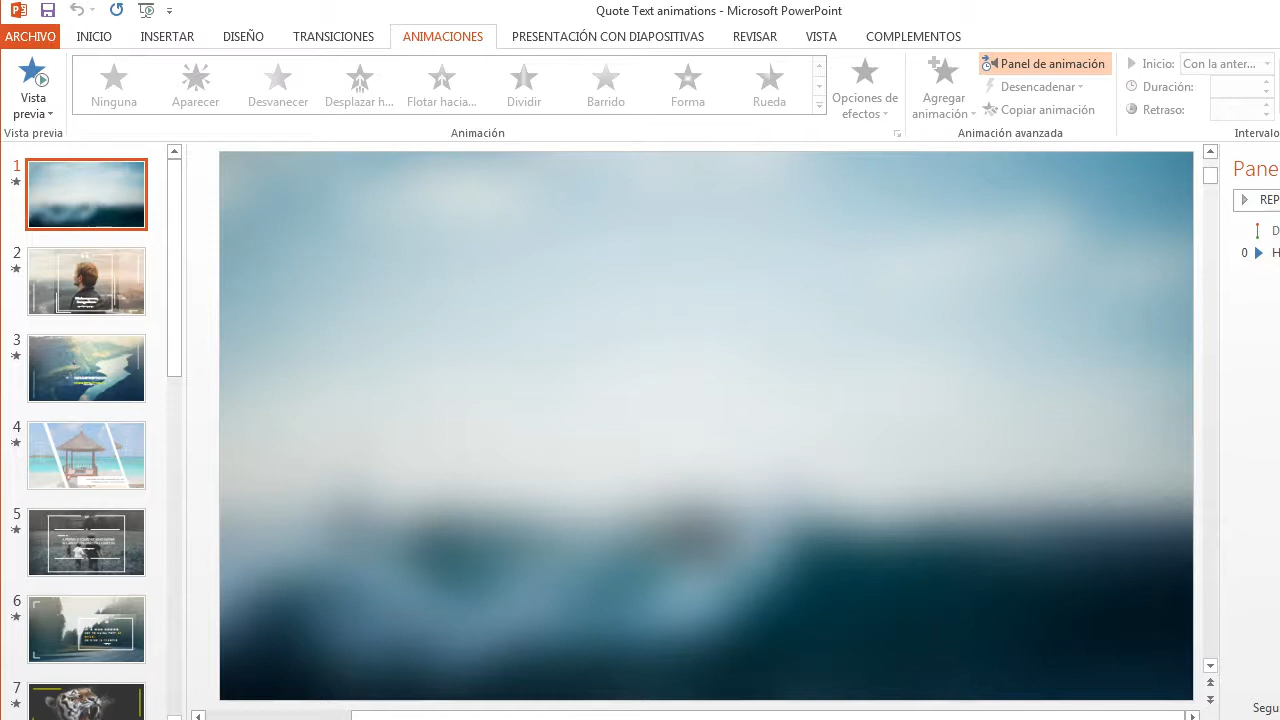 Quote Text animations - Microsoft PowerPoint
ARCHIVO INICIO INSERTAR DISEÑO TRANSICIONES ANIMACIONES PRESENTACIÓN CON DIAPOSITIVAS REVISAR VISTA COMPLEMENTOS
Vista previa
Ninguna Aparecer Desvanecer Desplazar h... Flotar hacia... Dividir Barrido Forma Rueda
Opciones de efectos
Agregar animación
Panel de animación
Desencadenar
Copiar animación
Inicio: Con la anter...
Duración:
Retraso:
Vista previa Animación Animación avanzada Intervalo
1
2
3
4
5
6
7
Pane
REP
D
0 H
Segu